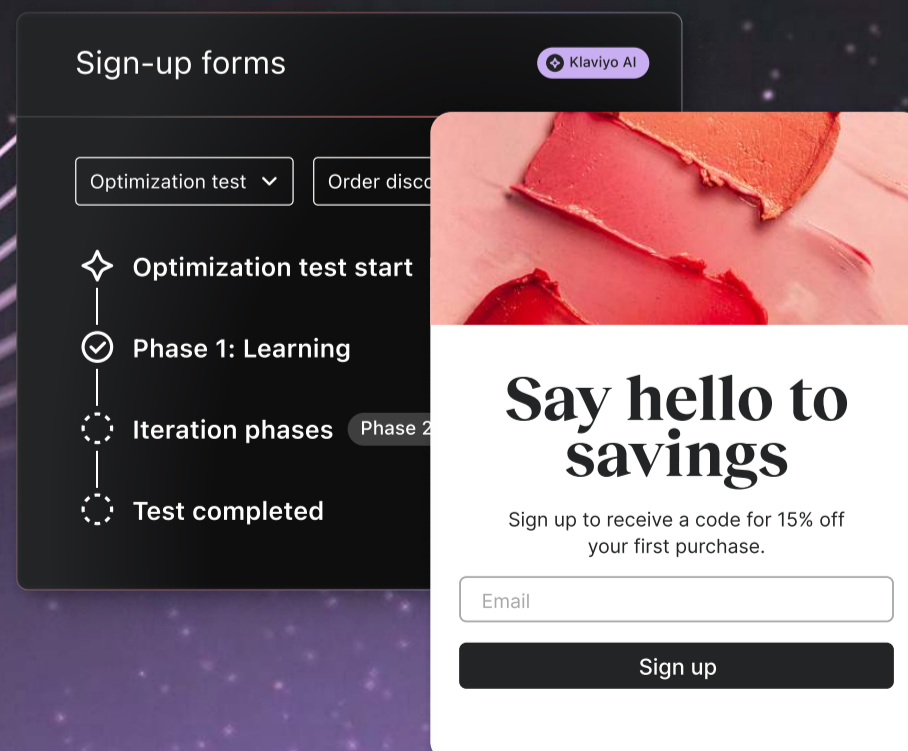 Sign-up forms
Klaviyo AI
Optimization test
Order disco
Optimization test start
Phase 1: Learning
Iteration phases
Phase 2
Test completed
Say hello to
savings
Sign up to receive a code for 15% off
your first purchase.
Email
Sign up